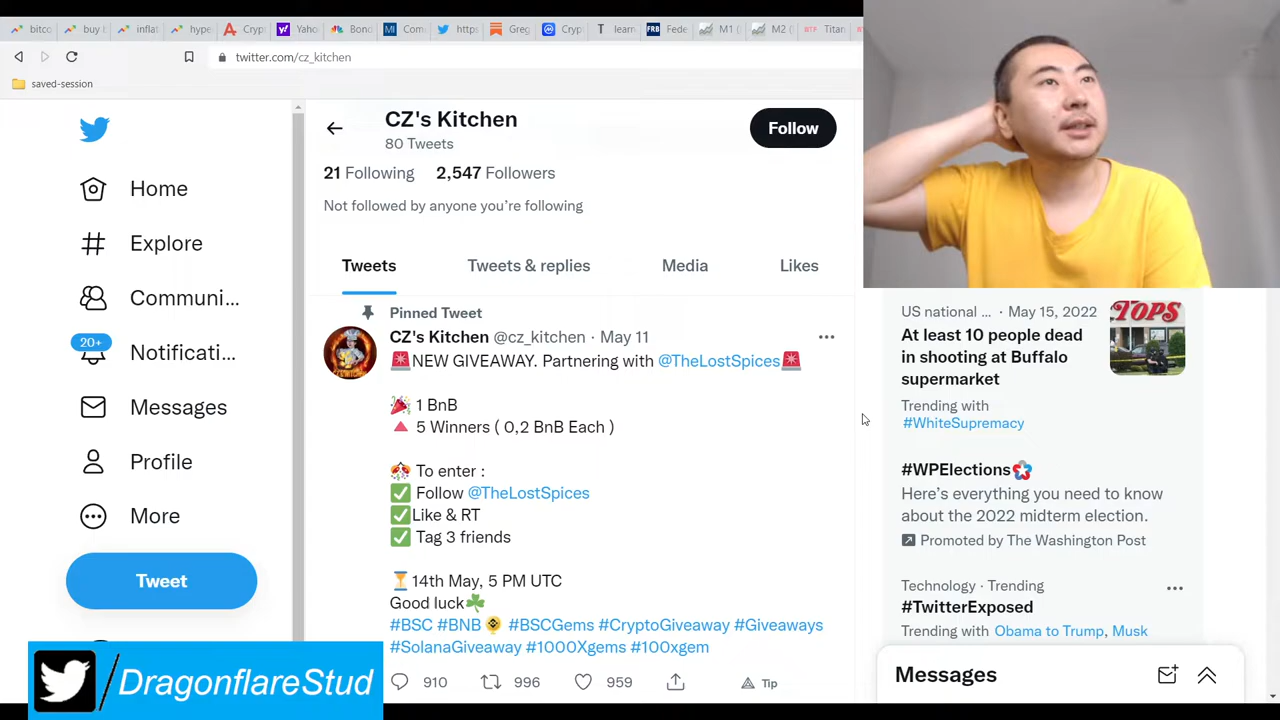 bitco
buy b
inflat
hype
Cryp
Yaho
Bond
Com
https
Greg
Cryp
learn
Fede
M1 (
M2 (
Titan
twitter.com/cz_kitchen
saved-session
CZ's Kitchen
80 Tweets
Follow
21 Following 2,547 Followers
Not followed by anyone you're following
Tweets
Tweets & replies
Media
Likes
Home
Explore
Communi...
20+
Notificati...
Messages
Profile
More
Tweet
Pinned Tweet
CZ's Kitchen @cz_kitchen · May 11
🚨NEW GIVEAWAY. Partnering with @TheLostSpices🚨
🎉 1 BnB
🔺 5 Winners ( 0,2 BnB Each )
🎊 To enter :
✅ Follow @TheLostSpices
✅Like & RT
✅ Tag 3 friends
⏳14th May, 5 PM UTC
Good luck☘️
#BSC #BNB #BSCGems #CryptoGiveaway #Giveaways
#SolanaGiveaway #1000Xgems #100xgem
910
996
959
Tip
US national ... · May 15, 2022
At least 10 people dead
in shooting at Buffalo
supermarket
TOPS
Trending with
#WhiteSupremacy
#WPElections
Here's everything you need to know
about the 2022 midterm election.
Promoted by The Washington Post
Technology · Trending
#TwitterExposed
Trending with Obama to Trump, Musk
Messages
/DragonflareStud